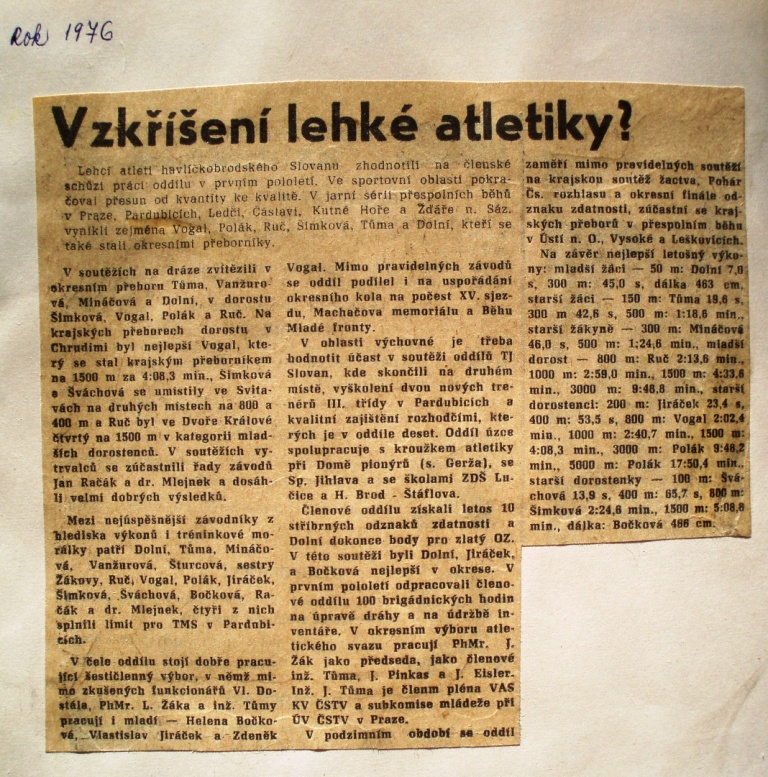 rok 1976
Vzkříšení lehké atletiky?
Lehcí atleti havlíčkobrodského Slovanu zhodnotili na členské
schůzi práci oddílu v prvním pololetí. Ve sportovní oblasti pokra-
čoval přesun od kvantity ke kvalitě. V jarní sérii přespolních běhů
v Praze, Pardubicích, Ledči, Čáslavi, Kutné Hoře a Žďáře n. Sáz.
vynikli zejména Vogal, Polák, Ruč, Šimková, Tůma a Dolní, kteří se
také stali okresními přeborníky.
V soutěžích na dráze zvítězili v
okresním přeboru Tůma, Vanžuro-
vá, Mináčová a Dolní, v dorostu
Šimková, Vogal, Polák a Ruč. Na
krajských přeborech dorostu v
Chrudimi byl nejlepší Vogal, kte-
rý se stal krajským přeborníkem
na 1500 m za 4:08,3 min., Šimková
a Šváchová se umístily ve Svita-
vách na druhých místech na 800 a
400 m a Ruč byl ve Dvoře Králové
čtvrtý na 1500 m v kategorii mlad-
ších dorostenců. V soutěžích vy-
trvalců se zúčastnili řady závodů
Jan Račák a dr. Mlejnek a dosáh-
li velmi dobrých výsledků.
Mezi nejúspěšnější závodníky z
hlediska výkonů i tréninkové mo-
rálky patří Dolní, Tůma, Mináčo-
vá, Vanžurová, Šturcová, sestry
Žákovy, Ruč, Vogal, Polák, Jiráček,
Šimková, Šváchová, Bočková, Ra-
čák a dr. Mlejnek, čtyři z nich
splnili limit pro TMS v Pardubi-
cích.
V čele oddílu stojí dobře pracu-
jící šestičlenný výbor, v němž mi-
mo zkušených funkcionářů Vl. Do-
stála, PhMr. L. Žáka a inž. Tůmy
pracují i mladí — Helena Bočko-
vá, Vlastislav Jiráček a Zdeněk
Vogal. Mimo pravidelných závodů
se oddíl podílel i na uspořádání
okresního kola na počest XV. sjez-
du, Machačova memoriálu a Běhu
Mladé fronty.
V oblasti výchovné je třeba
hodnotit účast v soutěži oddílů TJ
Slovan, kde skončili na druhém
místě, vyškolení dvou nových tre-
nérů III. třídy v Pardubicích a
kvalitní zajištění rozhodčími, kte-
rých je v oddíle deset. Oddíl úzce
spolupracuje s kroužkem atletiky
při Domě pionýrů (s. Gerža), se
Sp. Jihlava a se školami ZDŠ Lu-
čice a H. Brod - Štáflova.
Členové oddílu získali letos 10
stříbrných odznaků zdatnosti a
Dolní dokonce body pro zlatý OZ.
V této soutěži byli Dolní, Jiráček,
a Bočková nejlepší v okrese. V
prvním pololetí odpracovali členo-
vé oddílu 100 brigádnických hodin
na úpravě dráhy a na údržbě in-
ventáře. V okresním výboru atle-
tického svazu pracují PhMr. J.
Žák jako předseda, jako členové
inž. Tůma, J. Pinkas a J. Eisler.
Inž. J. Tůma je členm pléna VAS
KV ČSTV a subkomise mládeže při
ÚV ČSTV v Praze.
V podzimním období se oddíl
zaměří mimo pravidelných soutěží
na krajskou soutěž žactva, Pohár
Čs. rozhlasu a okresní finále od-
znaku zdatnosti, zúčastní se kraj-
ských přeborů v přespolním běhu
v Ústí n. O., Vysoké a Leškovicích.
Na závěr nejlepší letošný výko-
ny: mladší žáci — 50 m: Dolní 7,0
s, 300 m: 45,0 s, dálka 463 cm,
starší žáci — 150 m: Tůma 19,6 s,
300 m 42,6 s, 500 m: 1:18,6 min.,
starší žákyně — 300 m: Mináčová
46,0 s, 500 m: 1:24,6 min., mladší
dorost — 800 m: Ruč 2:13,6 min.,
1000 m: 2:59,0 min., 1500 m: 4:33,6
min., 3000 m: 9:48,8 min., starší
dorostenci: 200 m: Jiráček 23,4 s,
400 m: 53,5 s, 800 m: Vogal 2:02,4
min., 1000 m: 2:40,7 min., 1500 m:
4:08,3 min., 3000 m: Polák 9:48,2
min., 5000 m: Polák 17:50,4 min.,
starší dorostenky — 100 m: Švá-
chová 13,9 s, 400 m: 65,7 s, 800 m:
Šimková 2:24,6 min., 1500 m: 5:08,6
min., dálka: Bočková 466 cm.